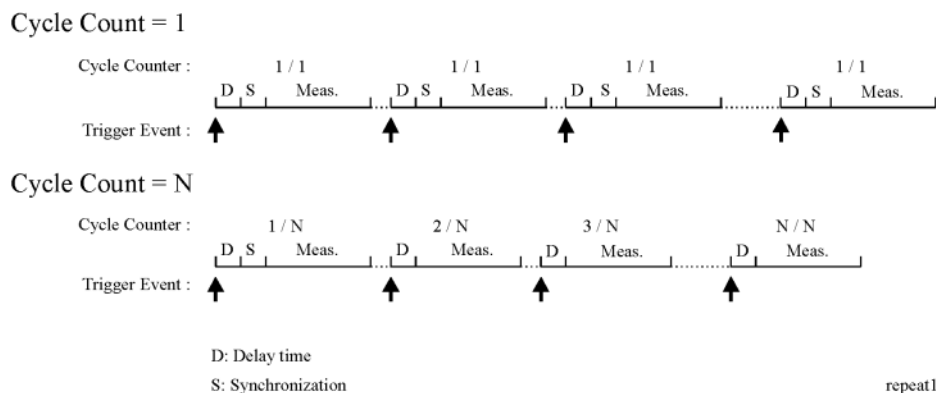 Cycle Count = 1
Cycle Counter : 1 / 1 1 / 1 1 / 1 1 / 1
D S Meas. D S Meas. D S Meas. D S Meas.
Trigger Event :
Cycle Count = N
Cycle Counter : 1 / N 2 / N 3 / N N / N
D S Meas. D Meas. D Meas. D Meas.
Trigger Event :
D: Delay time
S: Synchronization repeat1